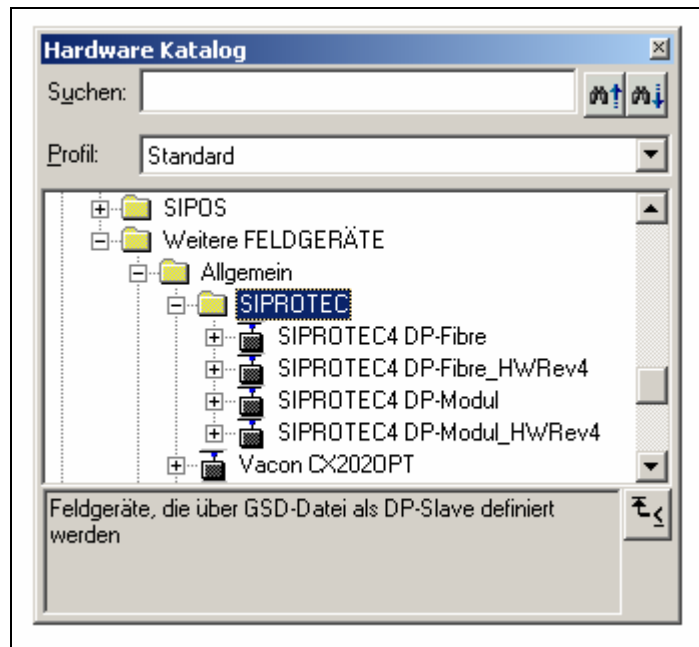 Hardware Katalog
Suchen:
Profil: Standard
SIPOS
Weitere FELDGERÄTE
Allgemein
SIPROTEC
SIPROTEC4 DP-Fibre
SIPROTEC4 DP-Fibre_HWRev4
SIPROTEC4 DP-Modul
SIPROTEC4 DP-Modul_HWRev4
Vacon CX2020PT
Feldgeräte, die über GSD-Datei als DP-Slave definiert
werden